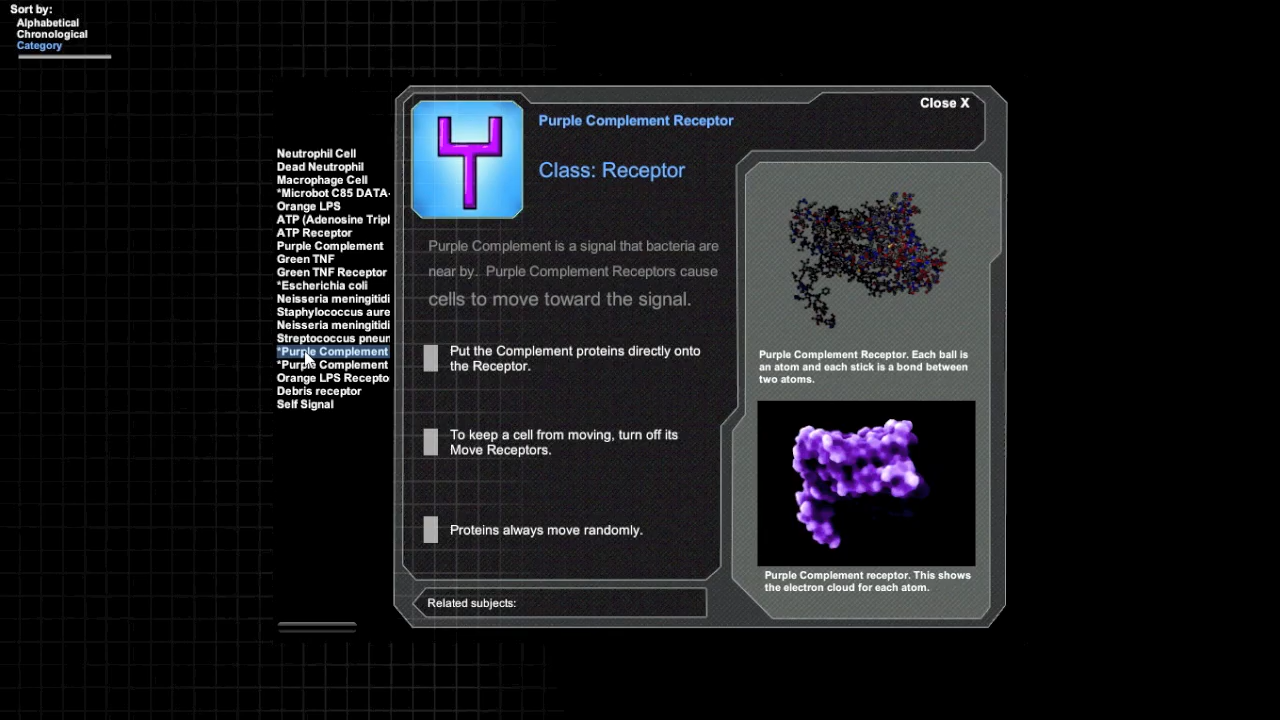 Sort by:
Alphabetical
Chronological
Category
Neutrophil Cell
Dead Neutrophil
Macrophage Cell
*Microbot C85 DATA-
Orange LPS
ATP (Adenosine Tripl
ATP Receptor
Purple Complement
Green TNF
Green TNF Receptor
*Escherichia coli
Neisseria meningitidi
Staphylococcus aure
Neisseria meningitidi
Streptococcus pneun
*Purple Complement
*Purple Complement
Orange LPS Recepto
Debris receptor
Self Signal
Close X
Purple Complement Receptor
Class: Receptor
Purple Complement is a signal that bacteria are
near by. Purple Complement Receptors cause
cells to move toward the signal.
Put the Complement proteins directly onto
the Receptor.
To keep a cell from moving, turn off its
Move Receptors.
Proteins always move randomly.
Related subjects:
Purple Complement Receptor. Each ball is
an atom and each stick is a bond between
two atoms.
Purple Complement receptor. This shows
the electron cloud for each atom.